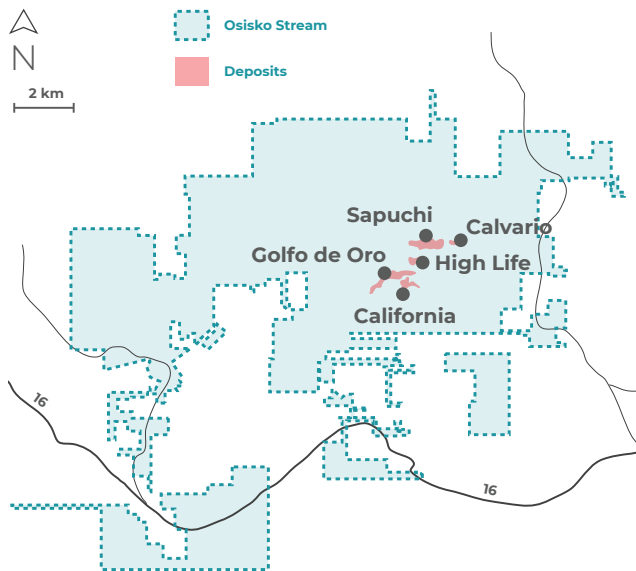 Osisko Stream
N
Deposits
2 km
Sapuchi
Calvario
Golfo de Oro
High Life
California
16
16